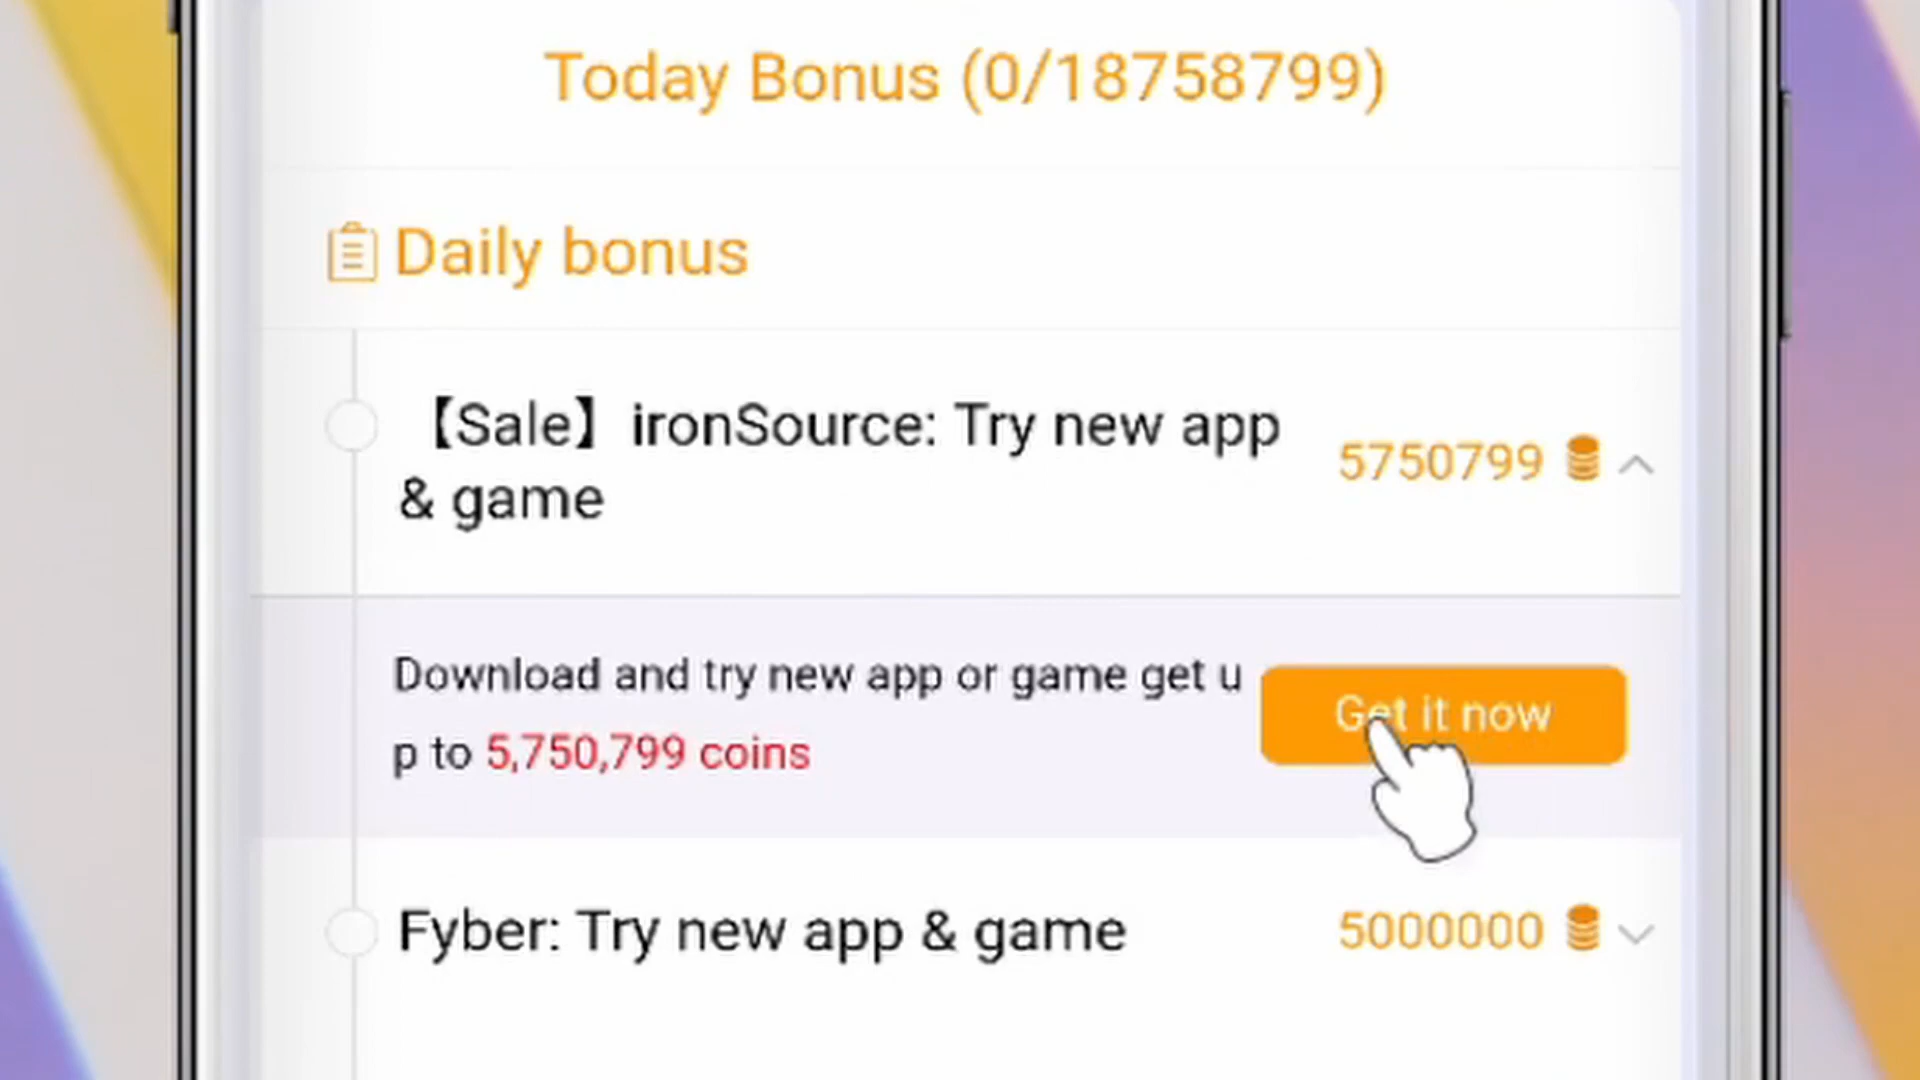 Today Bonus (0/18758799)
Daily bonus
【Sale】 ironSource: Try new app
& game
5750799
Download and try new app or game get u
p to 5,750,799 coins
Get it now
Fyber: Try new app & game
5000000